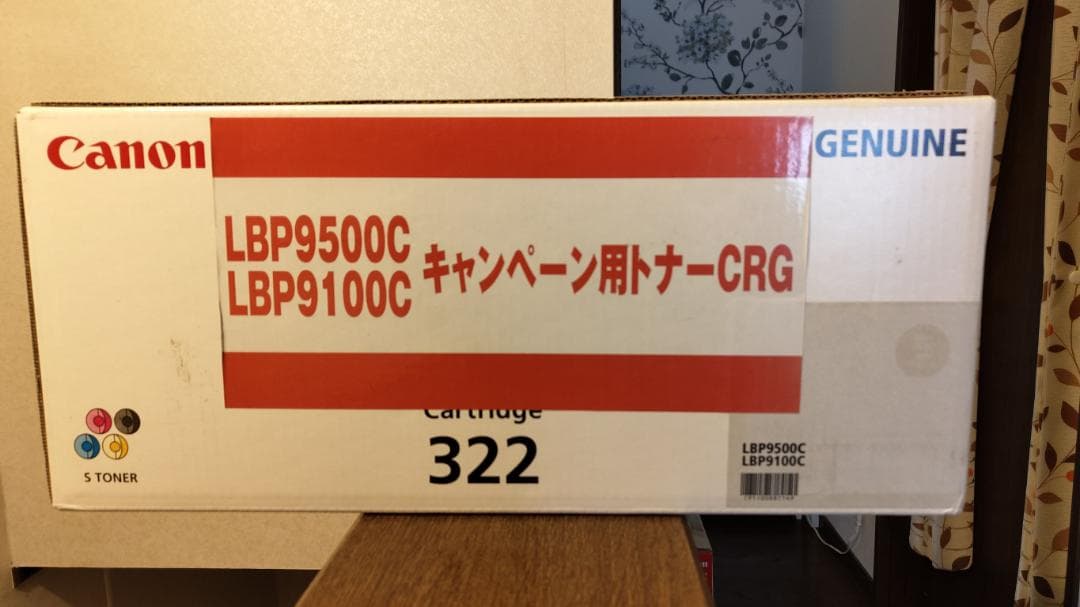 Canon
GENUINE
LBP9500C
LBP9100C
キャンペーン用トナーCRG
Cartridge
322
S TONER
LBP9500C
LBP9100C